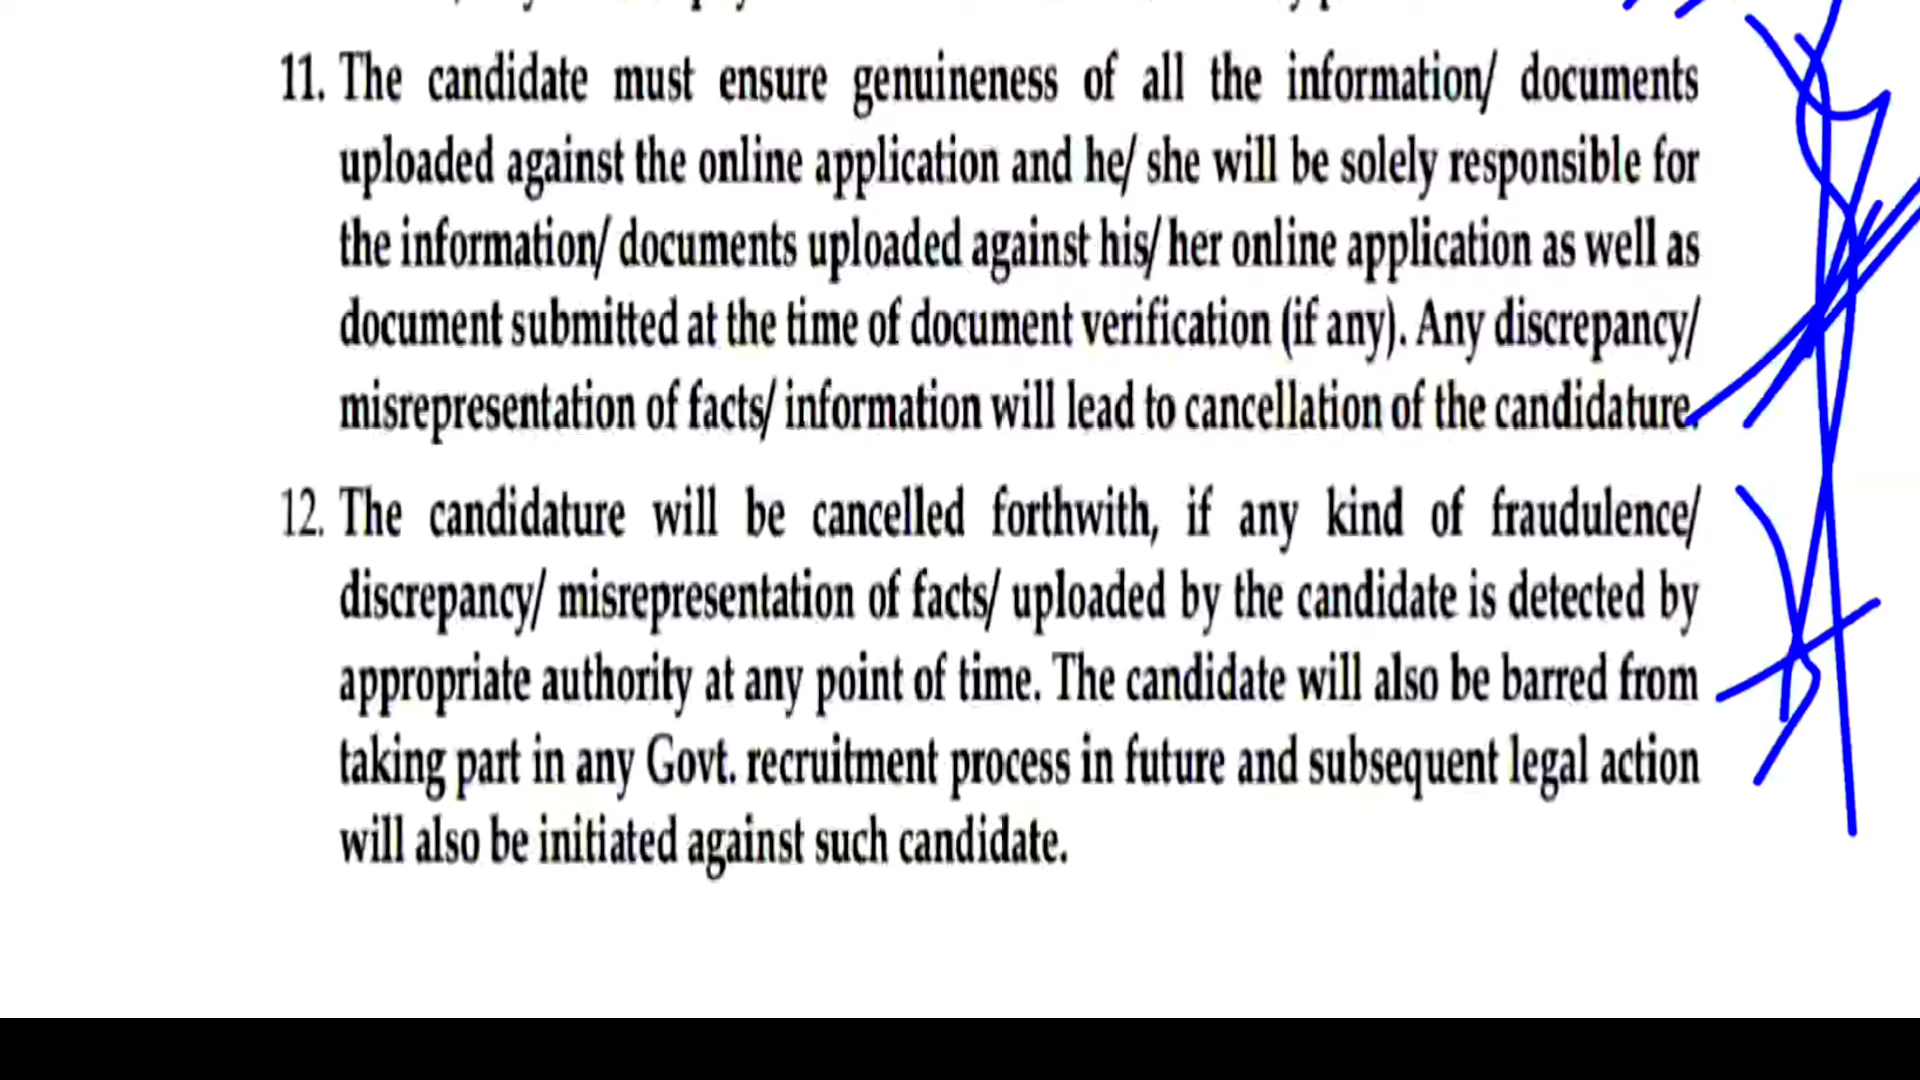 11. The candidate must ensure genuineness of all the information/ documents
uploaded against the online application and he/ she will be solely responsible for
the information/ documents uploaded against his/ her online application as well as
document submitted at the time of document verification (if any). Any discrepancy/
misrepresentation of facts/ information will lead to cancellation of the candidature.
12. The candidature will be cancelled forthwith, if any kind of fraudulence/
discrepancy/ misrepresentation of facts/ uploaded by the candidate is detected by
appropriate authority at any point of time. The candidate will also be barred from
taking part in any Govt. recruitment process in future and subsequent legal action
will also be initiated against such candidate.